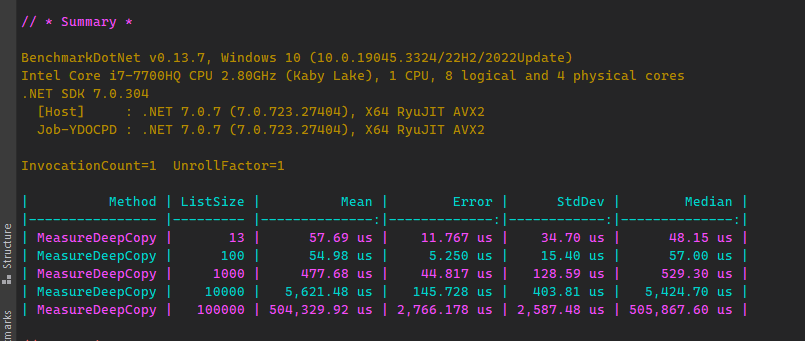 // * Summary *
BenchmarkDotNet v0.13.7, Windows 10 (10.0.19045.3324/22H2/2022Update)
Intel Core i7-7700HQ CPU 2.80GHz (Kaby Lake), 1 CPU, 8 logical and 4 physical cores
.NET SDK 7.0.304
  [Host]     : .NET 7.0.7 (7.0.723.27404), X64 RyuJIT AVX2
  Job-YDOCPD : .NET 7.0.7 (7.0.723.27404), X64 RyuJIT AVX2
InvocationCount=1  UnrollFactor=1
|          Method | ListSize |          Mean |        Error |      StdDev |        Median |
|---------------- |--------- |--------------:|-------------:|------------:|--------------:|
| MeasureDeepCopy |       13 |      57.69 us |    11.767 us |    34.70 us |      48.15 us |
| MeasureDeepCopy |      100 |      54.98 us |     5.250 us |    15.40 us |      57.00 us |
| MeasureDeepCopy |     1000 |     477.68 us |    44.817 us |   128.59 us |     529.30 us |
| MeasureDeepCopy |    10000 |   5,621.48 us |   145.728 us |   403.81 us |   5,424.70 us |
| MeasureDeepCopy |   100000 | 504,329.92 us | 2,766.178 us | 2,587.48 us | 505,867.60 us |
Structure